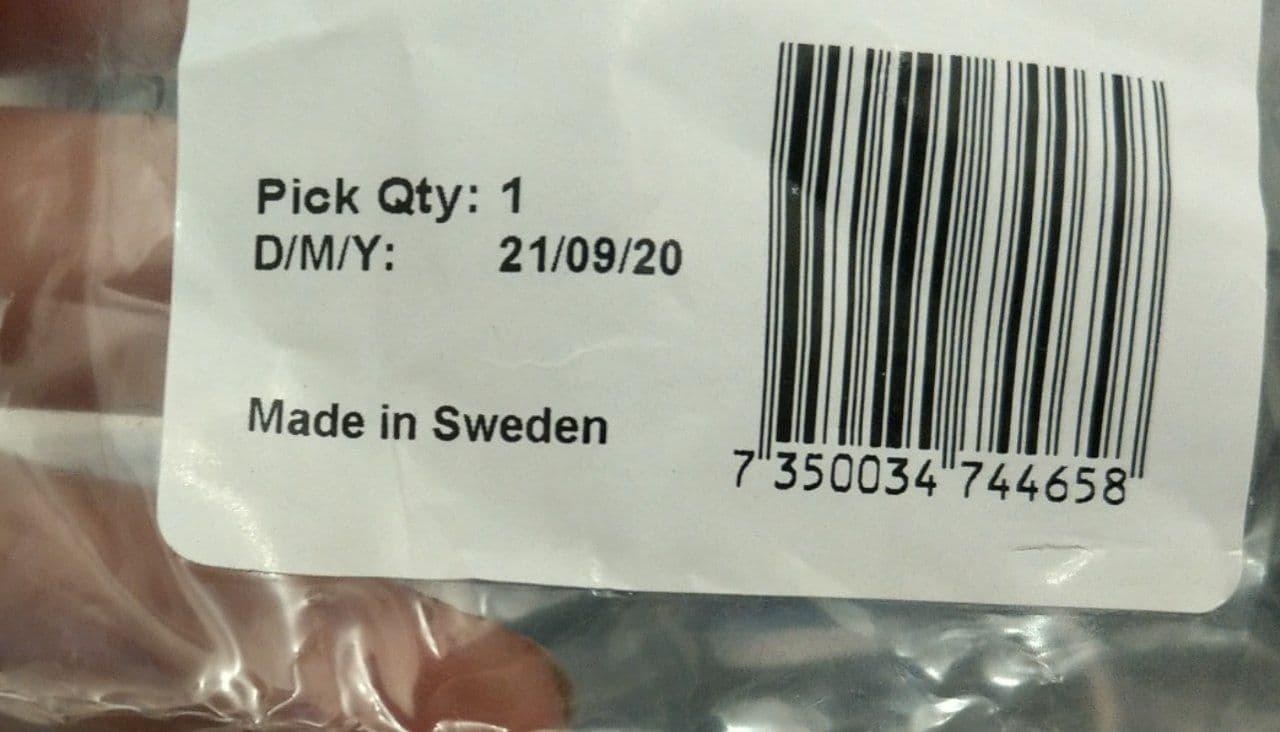 Pick Qty: 1
D/M/Y: 21/09/20
Made in Sweden
7 350034 744658